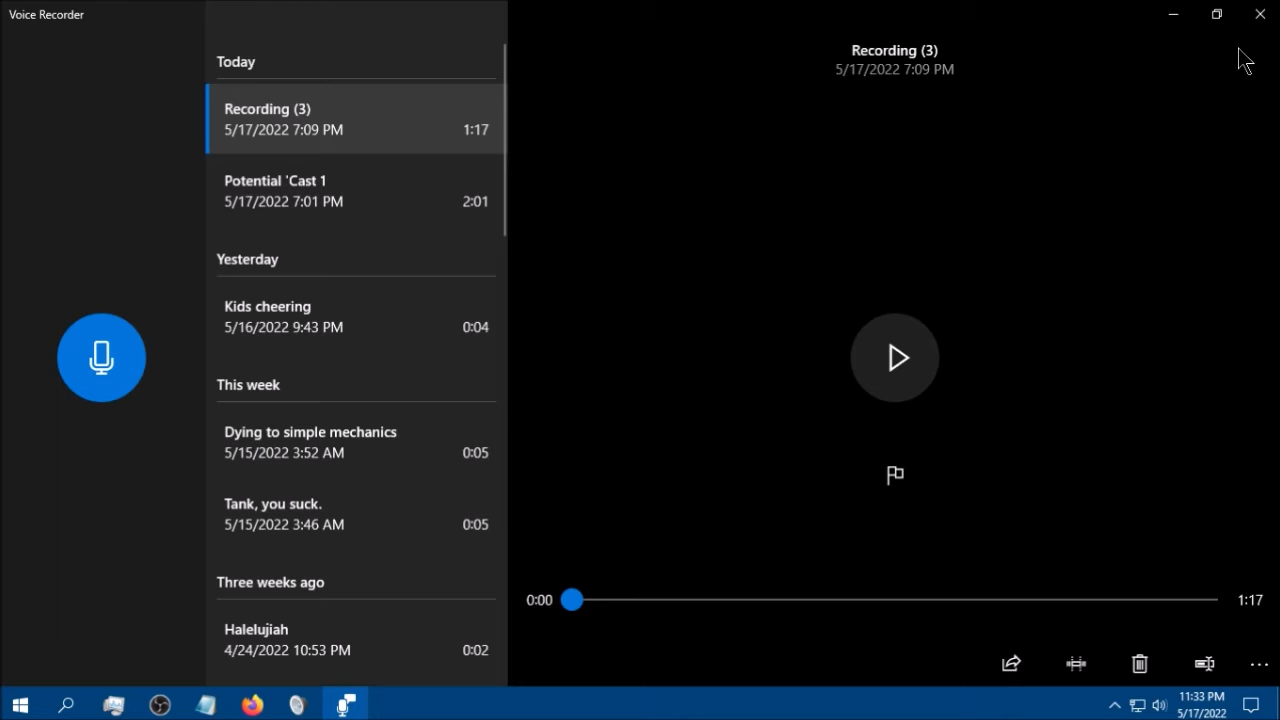 Voice Recorder
Today
Recording (3)
5/17/2022 7:09 PM 1:17
Potential 'Cast 1
5/17/2022 7:01 PM 2:01
Yesterday
Kids cheering
5/16/2022 9:43 PM 0:04
This week
Dying to simple mechanics
5/15/2022 3:52 AM 0:05
Tank, you suck.
5/15/2022 3:46 AM 0:05
Three weeks ago
Halelujiah
4/24/2022 10:53 PM 0:02
Recording (3)
5/17/2022 7:09 PM
0:00 1:17
11:33 PM
5/17/2022